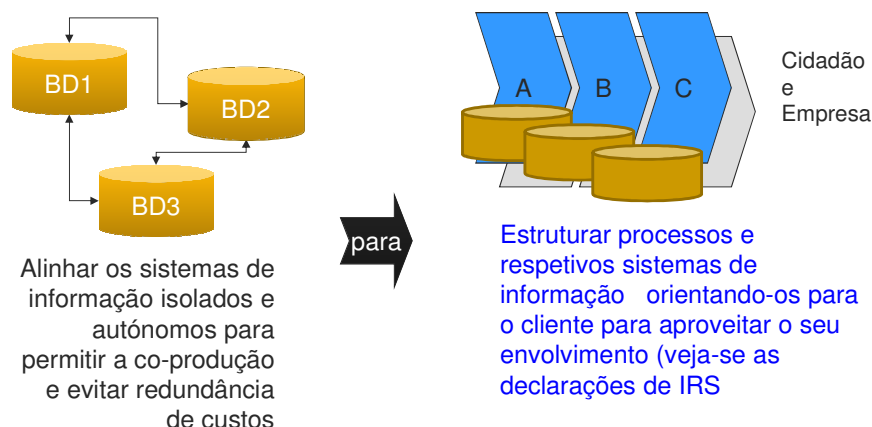 BD1
BD2
BD3
Alinhar os sistemas de
informação isolados e
autónomos para
permitir a co-produção
e evitar redundância
de custos
para
A
B
C
Cidadão
e
Empresa
Estruturar processos e
respetivos sistemas de
informação orientando-os para
o cliente para aproveitar o seu
envolvimento (veja-se as
declarações de IRS